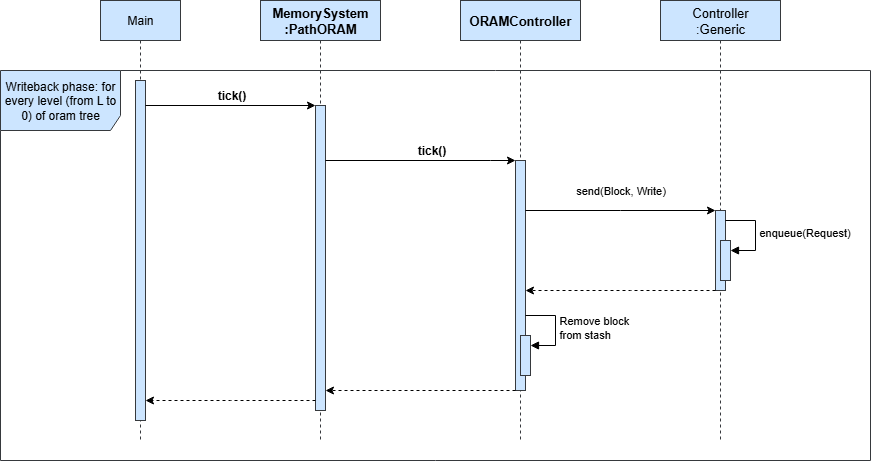 Main
MemorySystem
:PathORAM
ORAMController
Controller
:Generic
Writeback phase: for
every level (from L to
0) of oram tree
tick()
tick()
send(Block, Write)
enqueue(Request)
Remove block
from stash